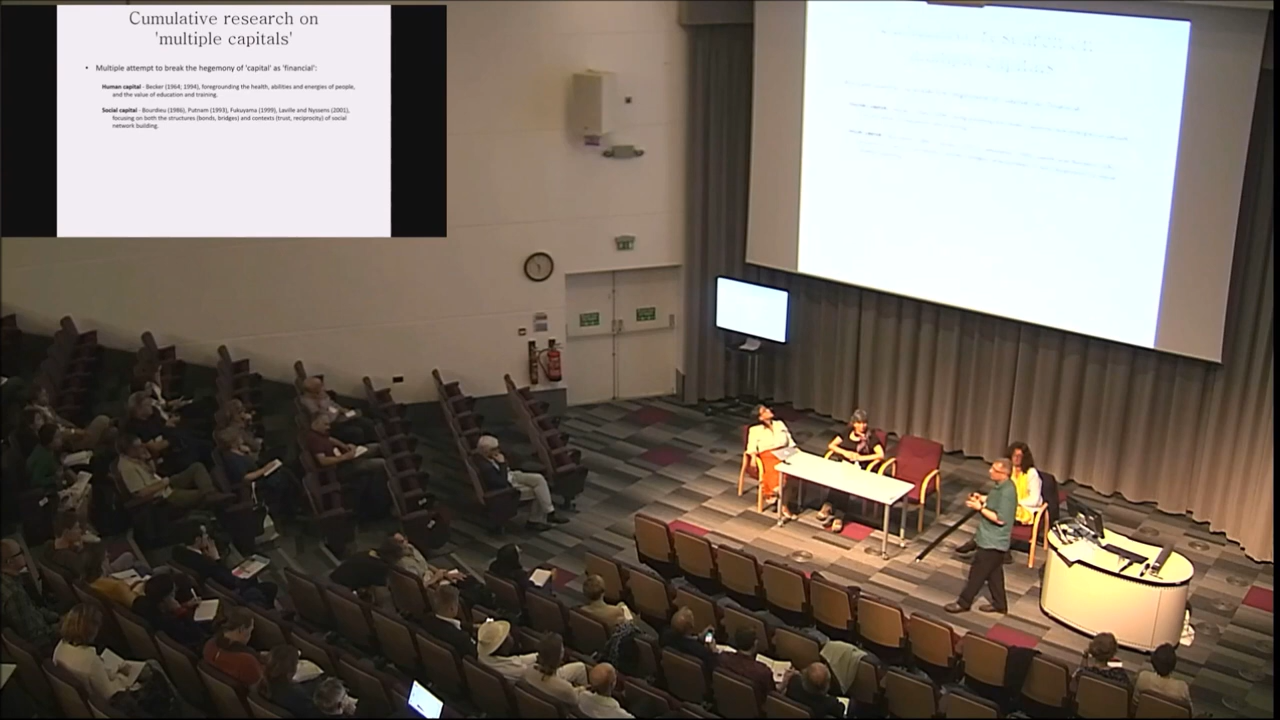 Cumulative research on
'multiple capitals'
• Multiple attempt to break the hegemony of 'capital' as 'financial':
Human capital - Becker (1964; 1994), foregrounding the health, abilities and energies of people,
and the value of education and training.
Social capital - Bourdieu (1986), Putnam (1993), Fukuyama (1999), Laville and Nyssens (2001),
focusing on both the structures (bonds, bridges) and contexts (trust, reciprocity) of social
network building.